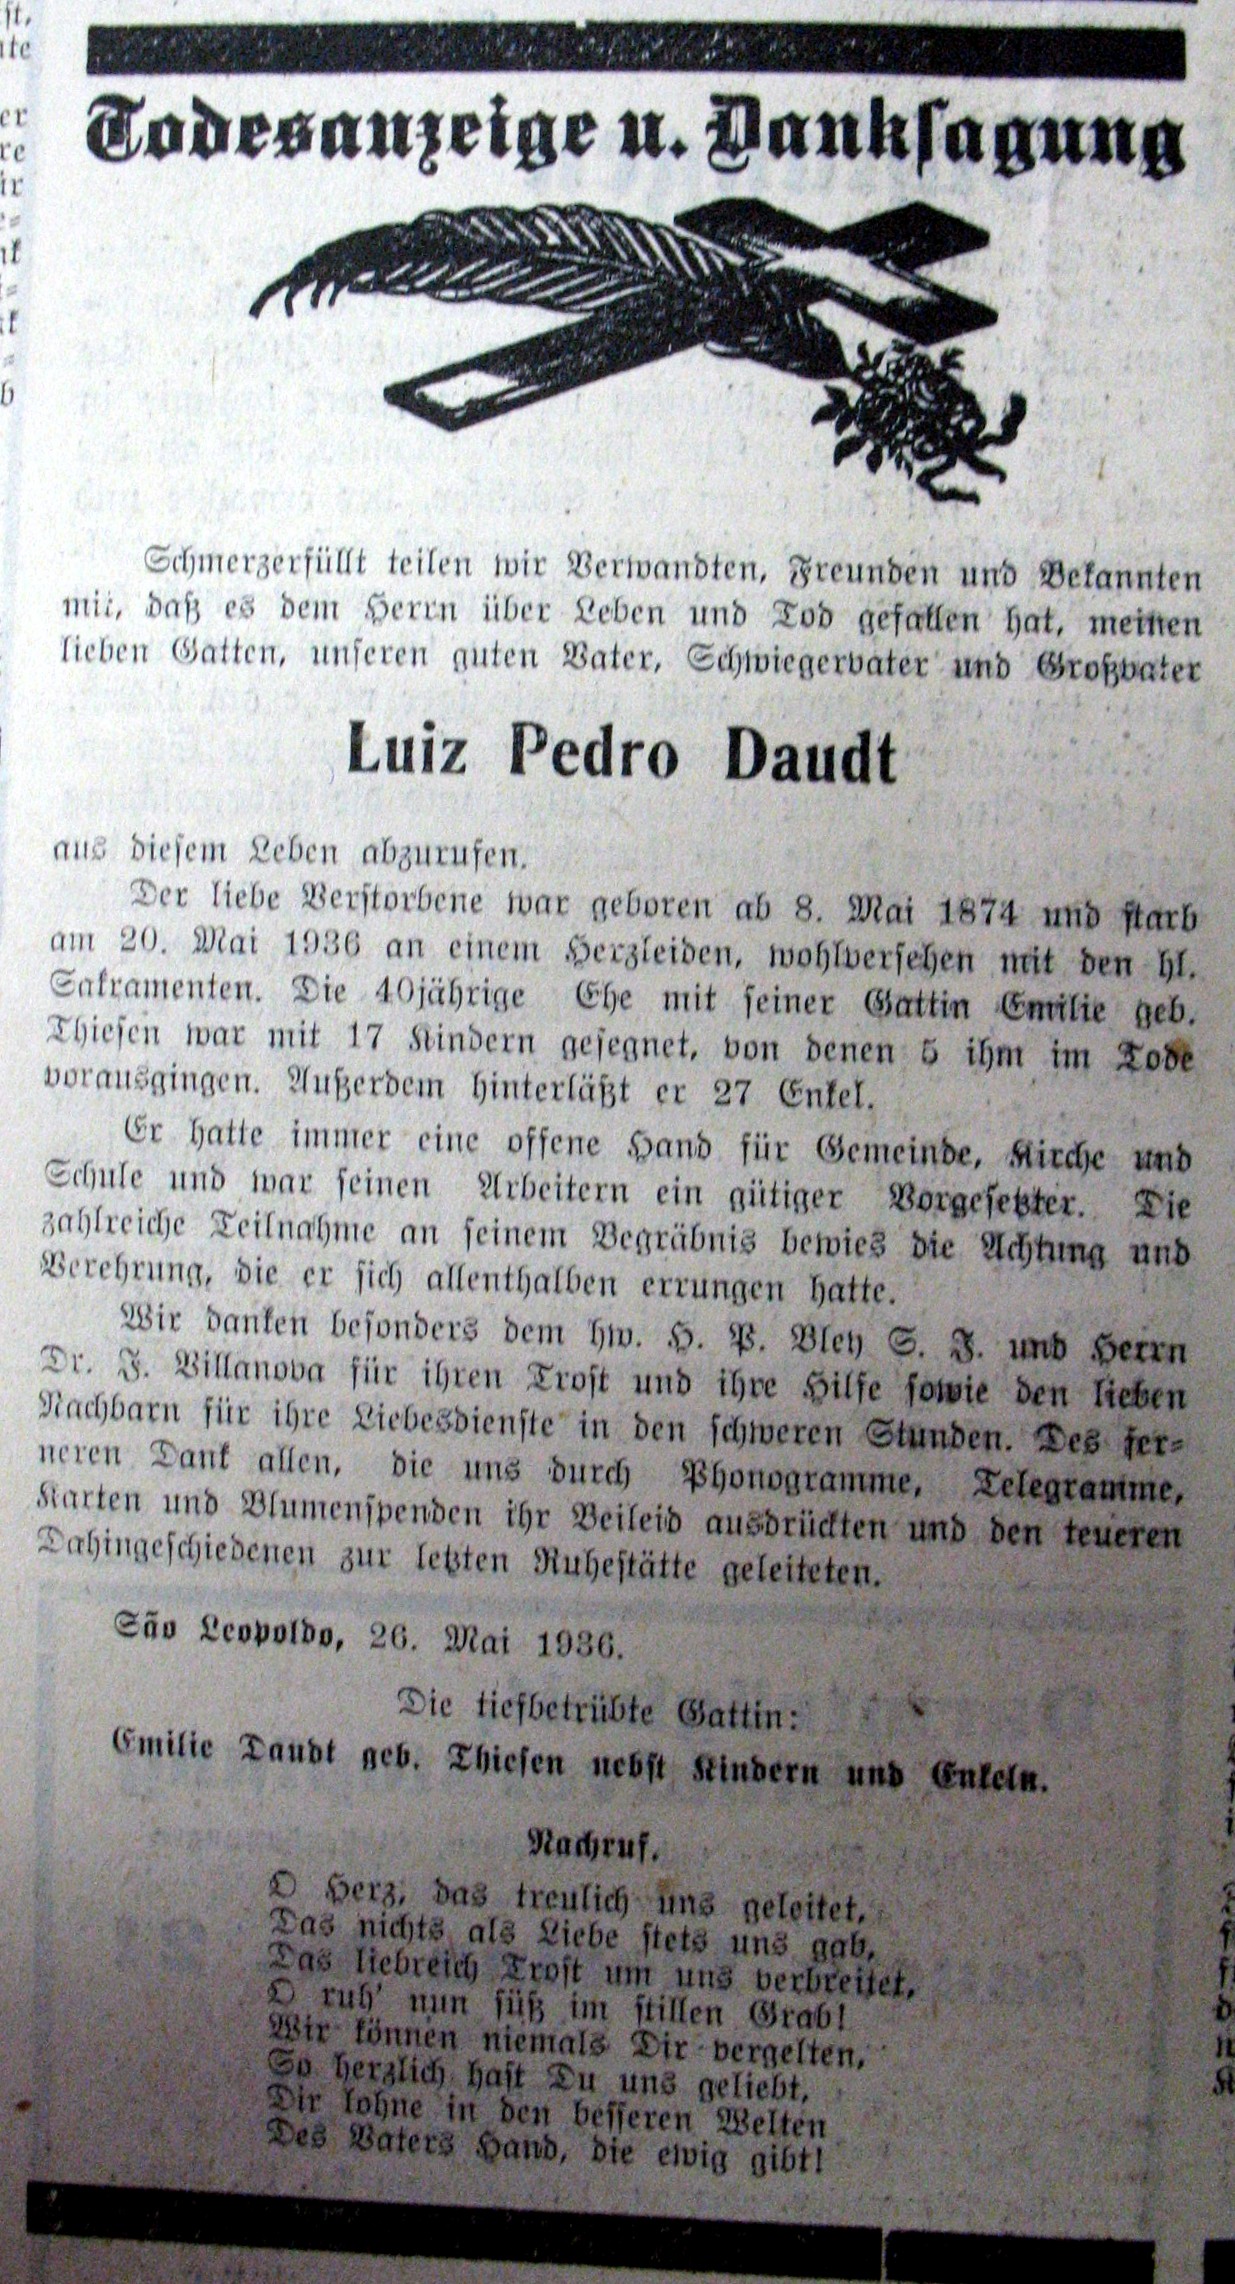 Todesanzeige u. Danksagung
Schmerzerfüllt teilen wir Verwandten, Freunden und Bekannten
mit, daß es dem Herrn über Leben und Tod gefallen hat, meinen
lieben Gatten, unseren guten Vater, Schwiegervater und Großvater
Luiz Pedro Daudt
aus diesem Leben abzurufen.
Der liebe Verstorbene war geboren ab 8. Mai 1874 und starb
am 20. Mai 1936 an einem Herzleiden, wohlversehen mit den hl.
Sakramenten. Die 40jährige Ehe mit seiner Gattin Emilie geb.
Thiesen war mit 17 Kindern gesegnet, von denen 5 ihm im Tode
vorausgingen. Außerdem hinterläßt er 27 Enkel.
Er hatte immer eine offene Hand für Gemeinde, Kirche und
Schule und war seinen Arbeitern ein gütiger Vorgesetzter. Die
zahlreiche Teilnahme an seinem Begräbnis bewies die Achtung und
Verehrung, die er sich allenthalben errungen hatte.
Wir danken besonders dem hw. H. P. Bley S. J. und Herrn
Dr. J. Villanova für ihren Trost und ihre Hilfe sowie den lieben
Nachbarn für ihre Liebesdienste in den schweren Stunden. Des fer-
neren Dank allen, die uns durch Phonogramme, Telegramme,
Karten und Blumenspenden ihr Beileid ausdrückten und den teueren
Dahingeschiedenen zur letzten Ruhestätte geleiteten.
São Leopoldo, 26. Mai 1936.
Die tiefbetrübte Gattin:
Emilie Daudt geb. Thiesen nebst Kindern und Enkeln.
Nachruf.
O Herz, das treulich uns geleitet,
Das nichts als Liebe stets uns gab,
Das liebreich Trost um uns verbreitet,
O ruh' nun süß im stillen Grab!
Wir können niemals Dir vergelten,
So herzlich hast Du uns geliebt,
Dir lohne in den besseren Welten
Des Vaters Hand, die ewig gibt!